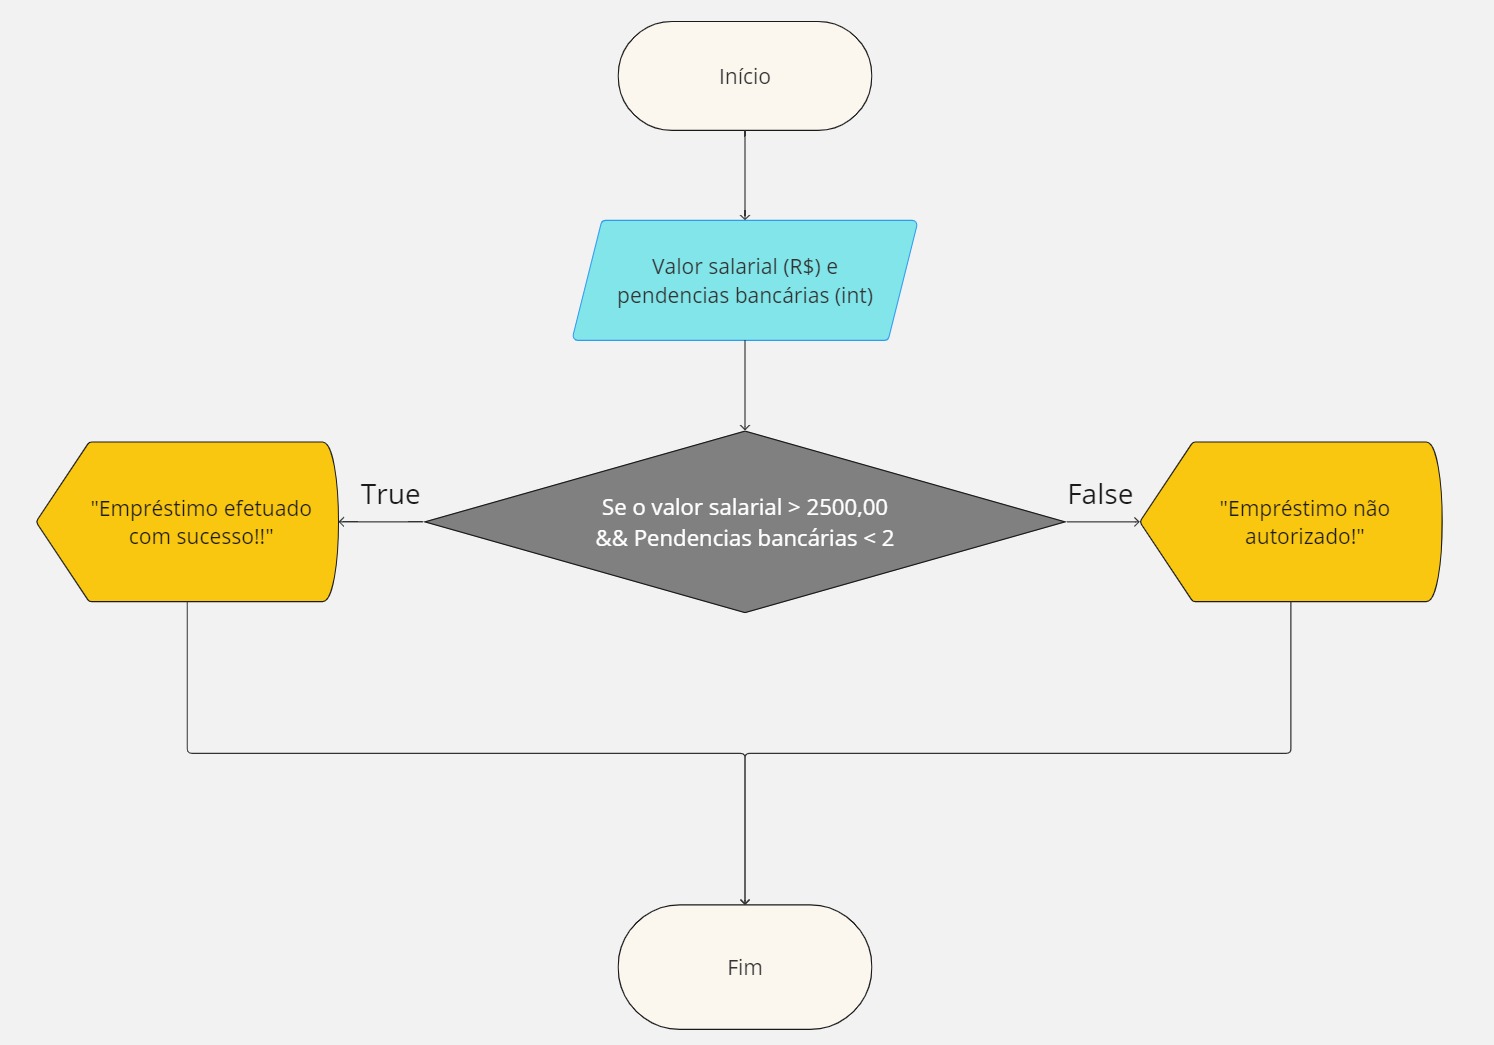 Início
Valor salarial (R$) e
pendencias bancárias (int)
True
False
"Empréstimo efetuado
com sucesso!!"
Se o valor salarial > 2500,00
&& Pendencias bancárias < 2
"Empréstimo não
autorizado!"
Fim